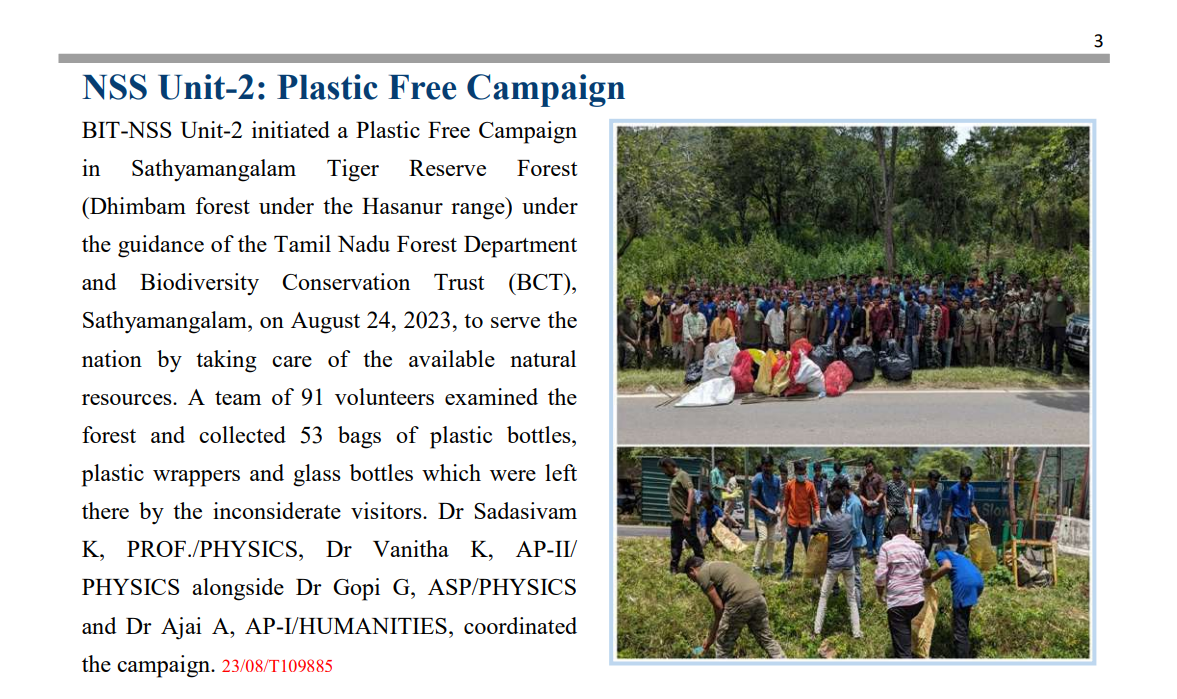 3
NSS Unit-2: Plastic Free Campaign
BIT-NSS Unit-2 initiated a Plastic Free Campaign
in Sathyamangalam Tiger Reserve Forest
(Dhimbam forest under the Hasanur range) under
the guidance of the Tamil Nadu Forest Department
and Biodiversity Conservation Trust (BCT),
Sathyamangalam, on August 24, 2023, to serve the
nation by taking care of the available natural
resources. A team of 91 volunteers examined the
forest and collected 53 bags of plastic bottles,
plastic wrappers and glass bottles which were left
there by the inconsiderate visitors. Dr Sadasivam
K, PROF./PHYSICS, Dr Vanitha K, AP-II/
PHYSICS alongside Dr Gopi G, ASP/PHYSICS
and Dr Ajai A, AP-I/HUMANITIES, coordinated
the campaign. 23/08/T109885
Slow